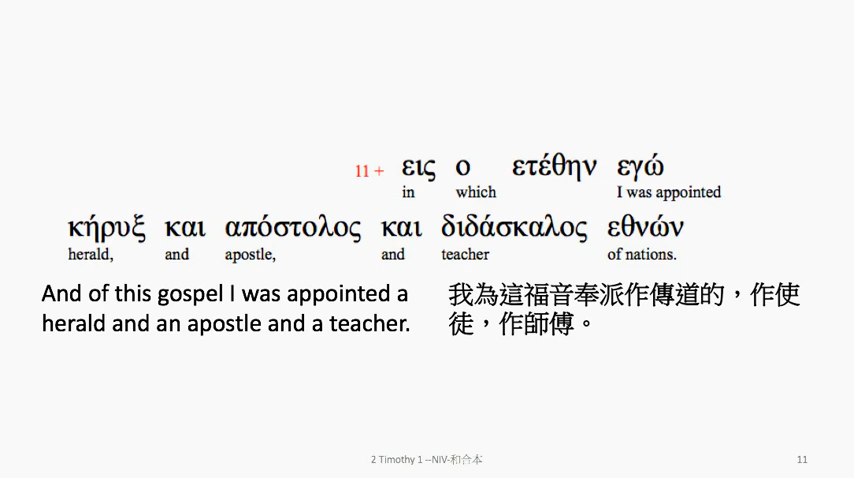 11 + εις ο ετέθην εγώ
in which I was appointed
κήρυξ και απόστολος και διδάσκαλος εθνών
herald, and apostle, and teacher of nations.
And of this gospel I was appointed a
herald and an apostle and a teacher.
我為這福音奉派作傳道的，作使
徒，作師傅。
2 Timothy 1 --NIV-和合本
11